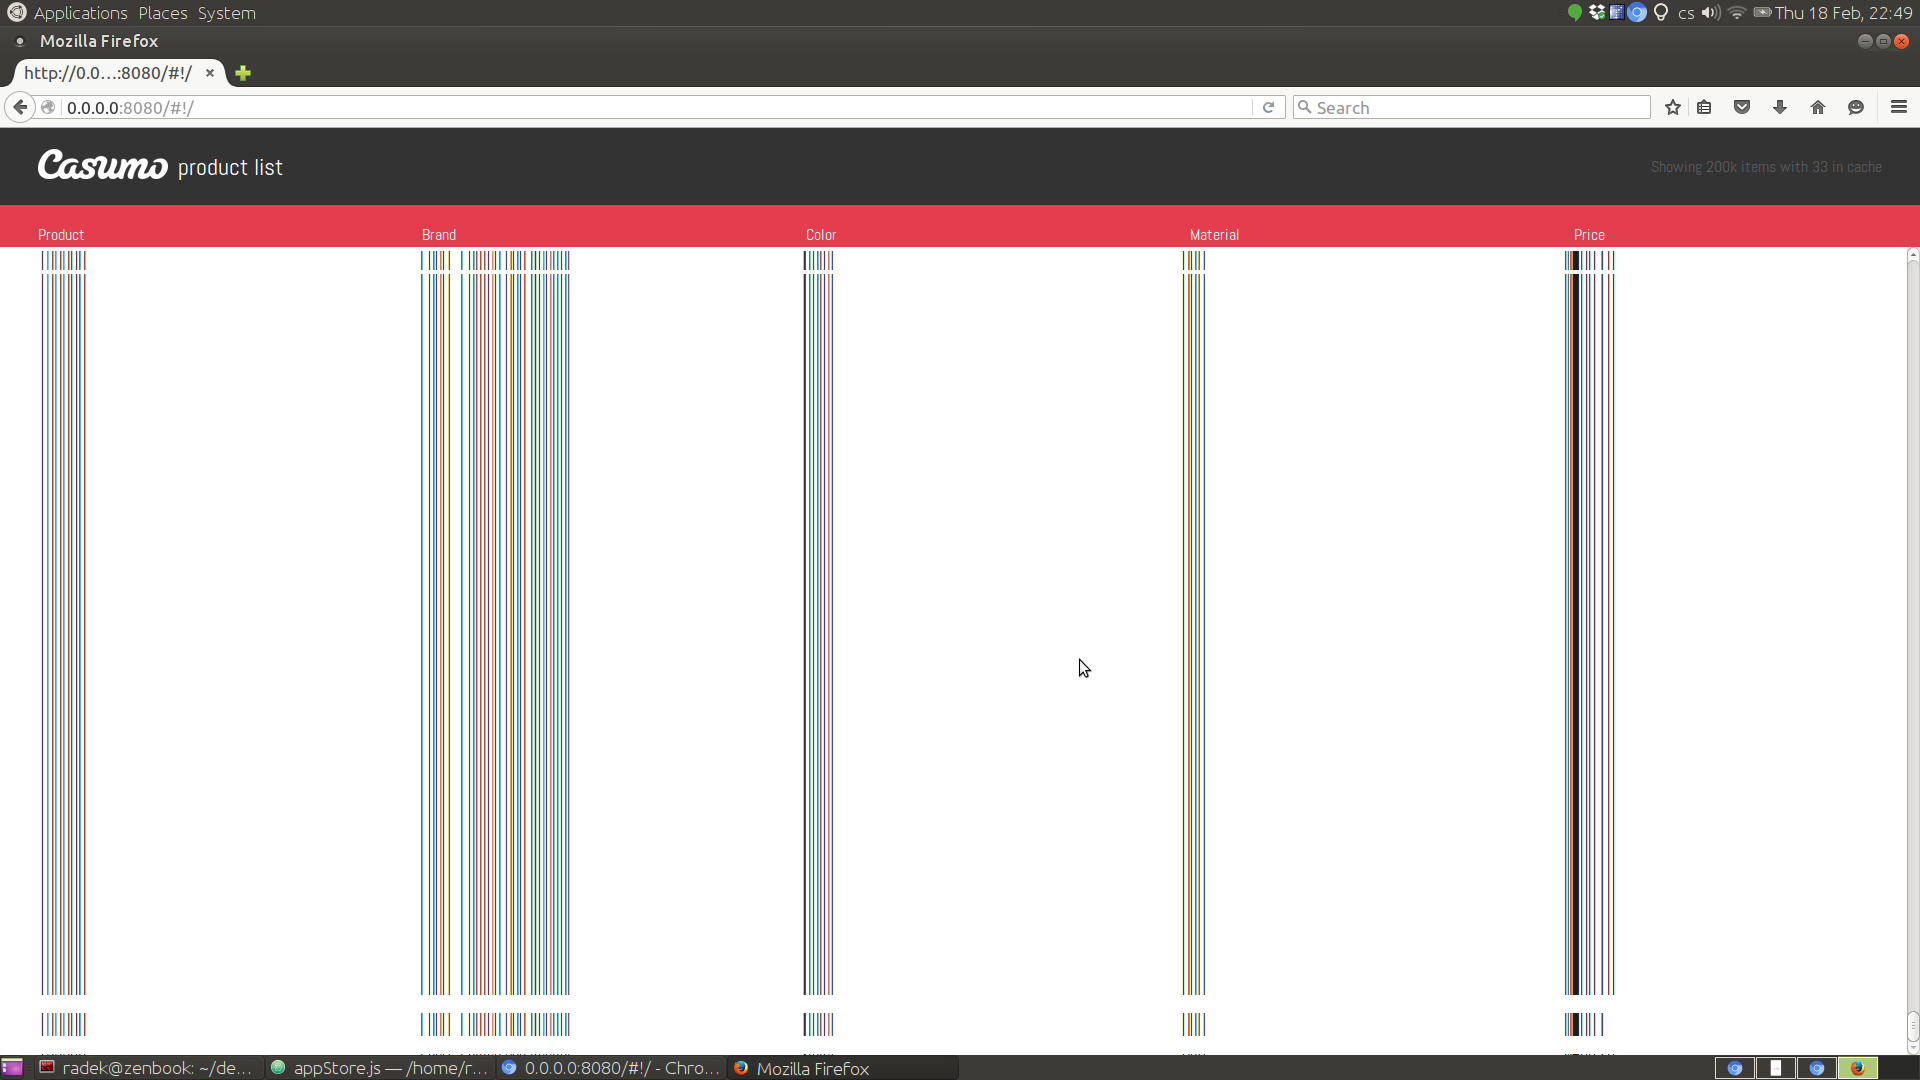 Applications Places System
cs Thu 18 Feb, 22:49
Mozilla Firefox
http://0.0...:8080/#!/
0.0.0.0:8080/#!/
Search
Casumo product list
Showing 200k items with 33 in cache
Product Brand Color Material Price
radek@zenbook: ~/de... appStore.js — /home/r... 0.0.0.0:8080/#!/ - Chro... Mozilla Firefox